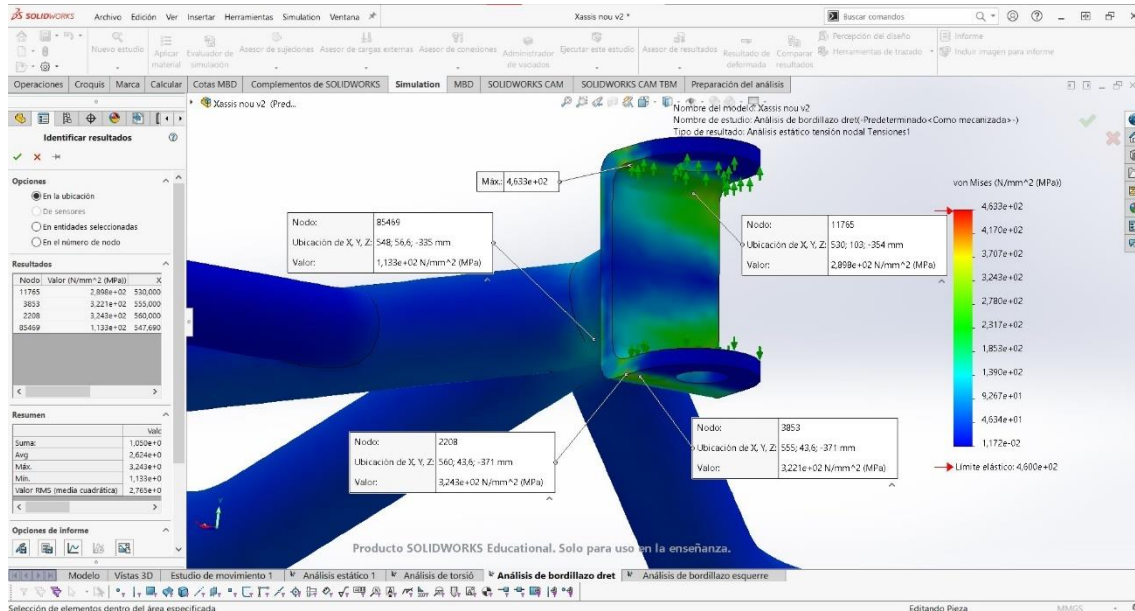 SOLIDWORKS Archivo Edición Ver Insertar Herramientas Simulation Ventana Xassis nou v2 * Buscar comandos
Nuevo estudio Aplicar material Evaluador de simulación Asesor de sujeciones Asesor de cargas externas Asesor de conexiones Administrador de vaciados Ejecutar este estudio Asesor de resultados Resultado de deformada Comparar resultados Percepción del diseño Informe
Herramientas de trazado Incluir imagen para informe
Operaciones Croquis Marca Calcular Cotas MBD Complementos de SOLIDWORKS Simulation MBD SOLIDWORKS CAM SOLIDWORKS CAM TBM Preparación del análisis
Xassis nou v2 (Pred...
Nombre del modelo: Xassis nou v2
Nombre de estudio: Análisis de bordillazo dret(-Predeterminado<Como mecanizada>-)
Tipo de resultado: Análisis estático tensión nodal Tensiones1
Identificar resultados
Opciones
En la ubicación
De sensores
En entidades seleccionadas
En el número de nodo
Resultados
Nodo Valor (N/mm^2 (MPa)) X
11765 2,898e+02 530,000
3853 3,221e+02 555,000
2208 3,243e+02 560,000
85469 1,133e+02 547,690
Resumen
Valc
Suma: 1,050e+0
Avg 2,624e+0
Máx. 3,243e+0
Mín. 1,133e+0
Valor RMS (media cuadrática) 2,765e+0
Opciones de informe
Máx.: 4,633e+02
Nodo: 85469
Ubicación de X, Y, Z: 548; 56,6; -335 mm
Valor: 1,133e+02 N/mm^2 (MPa)
Nodo: 11765
Ubicación de X, Y, Z: 530; 103; -354 mm
Valor: 2,898e+02 N/mm^2 (MPa)
Nodo: 2208
Ubicación de X, Y, Z: 560; 43,6; -371 mm
Valor: 3,243e+02 N/mm^2 (MPa)
Nodo: 3853
Ubicación de X, Y, Z: 555; 43,6; -371 mm
Valor: 3,221e+02 N/mm^2 (MPa)
von Mises (N/mm^2 (MPa))
4,633e+02
4,170e+02
3,707e+02
3,243e+02
2,780e+02
2,317e+02
1,853e+02
1,390e+02
9,267e+01
4,634e+01
1,172e-02
Límite elástico: 4,600e+02
Producto SOLIDWORKS Educational. Solo para uso en la enseñanza.
Modelo Vistas 3D Estudio de movimiento 1 Análisis estático 1 Análisis de torsió Análisis de bordillazo dret Análisis de bordillazo esquerre
Selección de elementos dentro del área especificada Editando Pieza MMGS